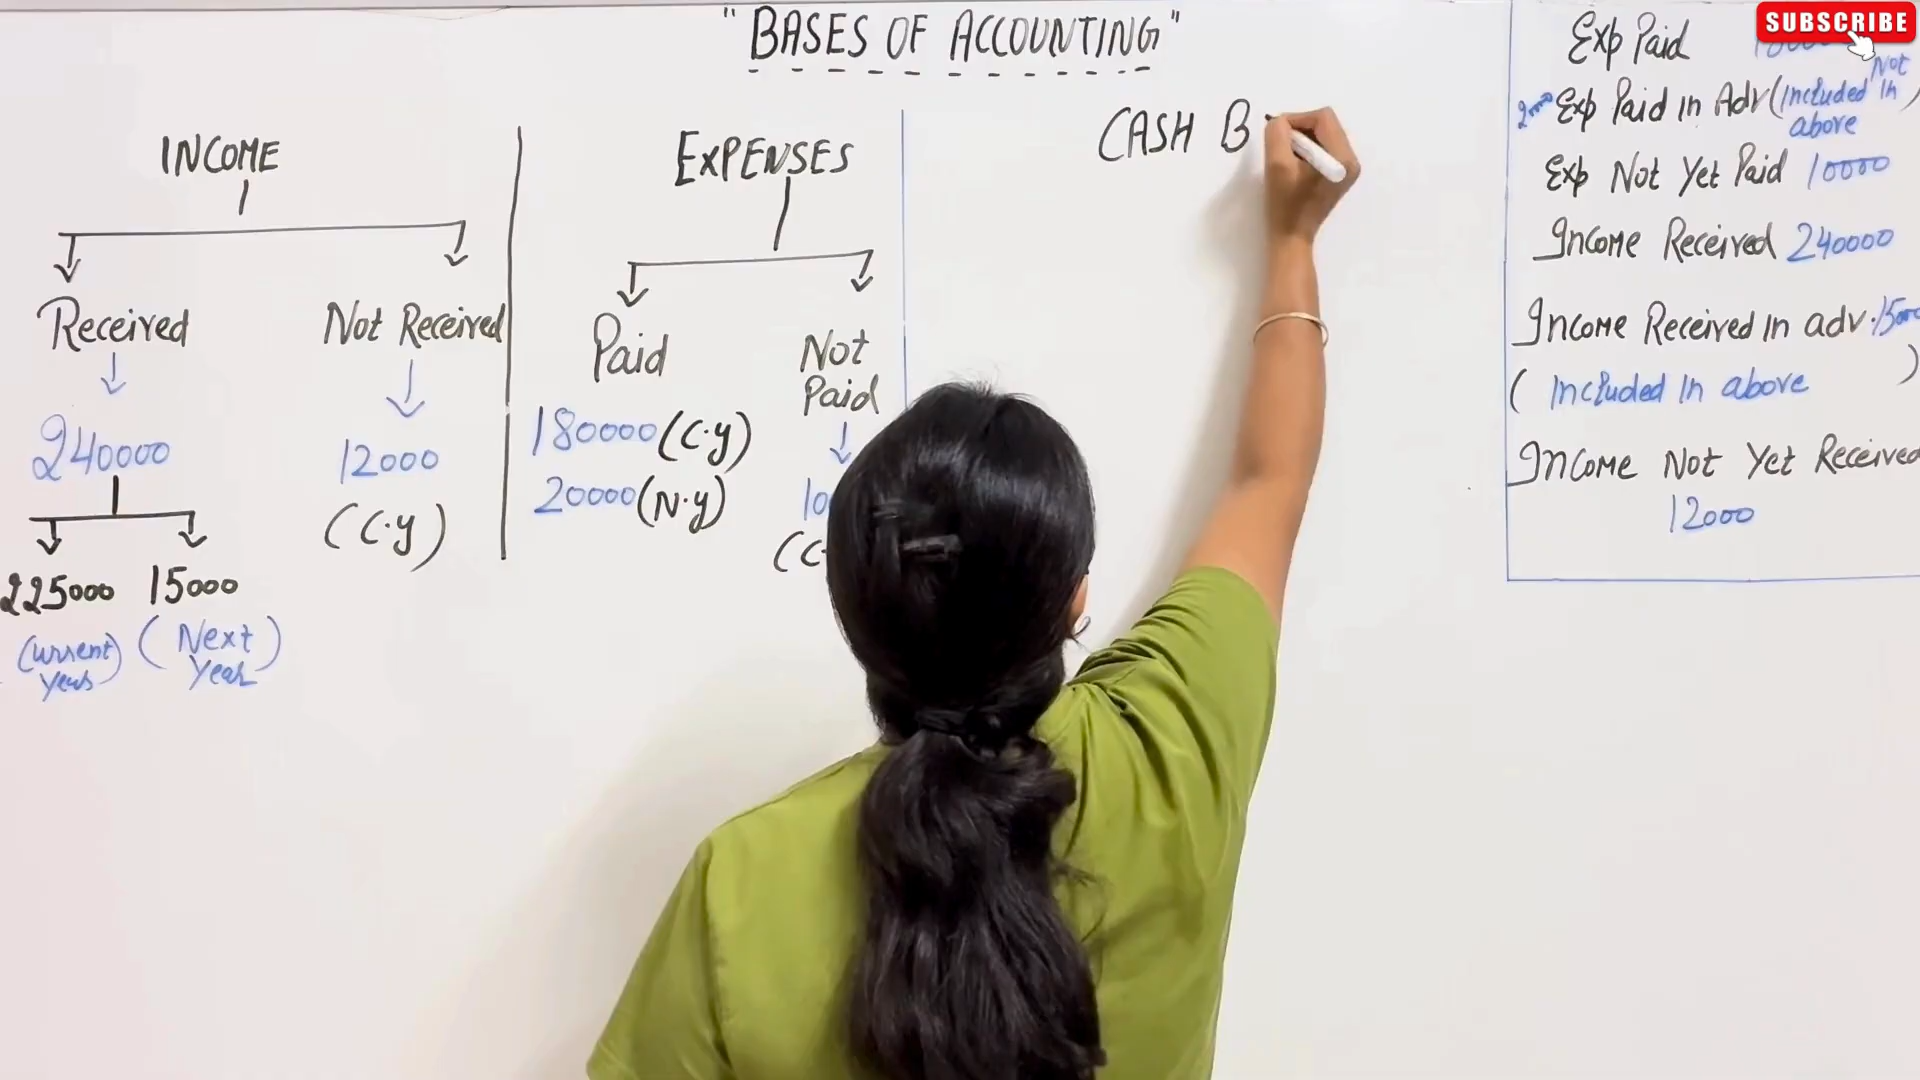 "BASES OF ACCOUNTING"
INCOME
Received
Not Received
240000
12000
(C.y)
225000
15000
(Current
Year)
(Next
Year)
EXPENSES
Paid
Not
Paid
180000(C.y)
20000(N.y)
CASH B
SUBSCRIBE
Exp Paid
Not
Exp Paid In Adv (Included In
above)
Exp Not Yet Paid 10000
Income Received 240000
Income Received In adv. 15000
(Included In above)
Income Not Yet Received
12000